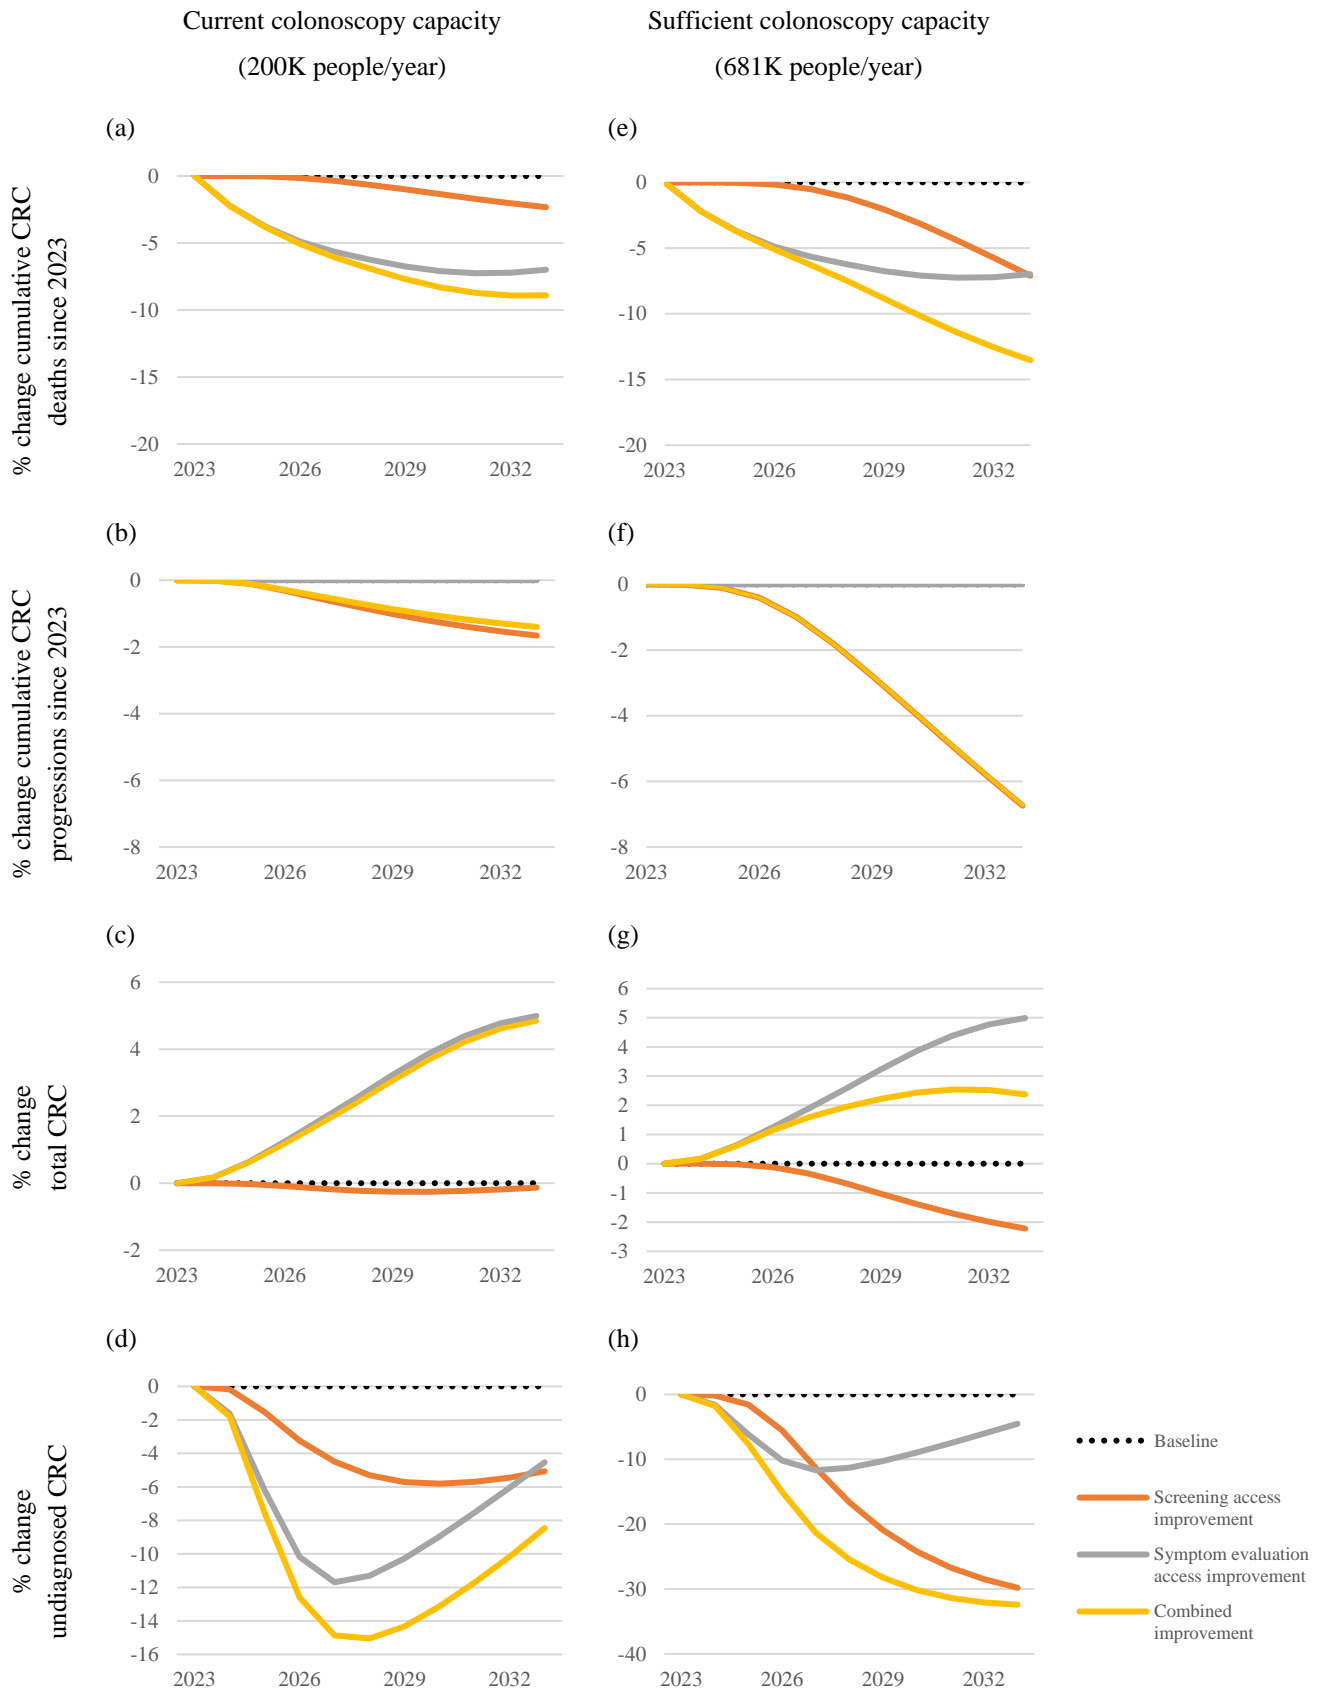 Current colonoscopy capacity
(200K people/year)
Sufficient colonoscopy capacity
(681K people/year)
(a)
% change cumulative CRC
deaths since 2023
0
-5
-10
-15
-20
2023 2026 2029 2032
(e)
0
-5
-10
-15
-20
2023 2026 2029 2032
(b)
% change cumulative CRC
progressions since 2023
0
-2
-4
-6
-8
2023 2026 2029 2032
(f)
0
-2
-4
-6
-8
2023 2026 2029 2032
(c)
% change
total CRC
6
4
2
0
-2
2023 2026 2029 2032
(g)
6
5
4
3
2
1
0
-1
-2
-3
2023 2026 2029 2032
(d)
% change
undiagnosed CRC
0
-2
-4
-6
-8
-10
-12
-14
-16
2023 2026 2029 2032
(h)
0
-10
-20
-30
-40
2023 2026 2029 2032
Baseline
Screening access
improvement
Symptom evaluation
access improvement
Combined
improvement